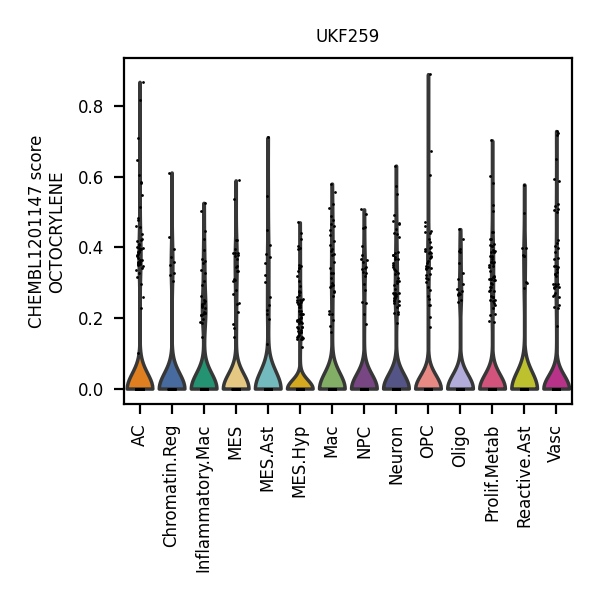 UKF259
CHEMBL1201147 score
OCTOCRYLENE
0.8
0.6
0.4
0.2
0.0
AC
Chromatin.Reg
Inflammatory.Mac
MES
MES.Ast
MES.Hyp
Mac
NPC
Neuron
OPC
Oligo
Prolif.Metab
Reactive.Ast
Vasc